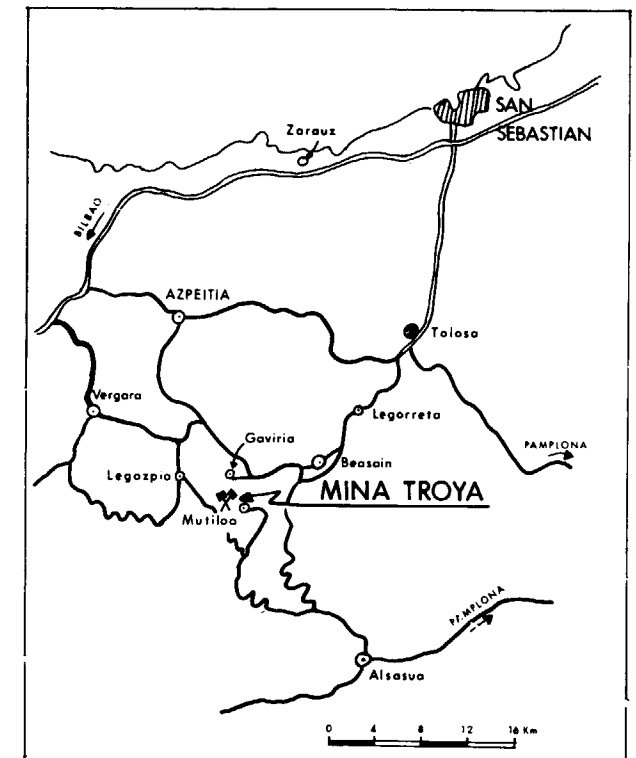 SAN
SEBASTIAN
Zarauz
BILBAO
AZPEITIA
Tolosa
Vergara
Legorreta
Gaviria
PAMPLONA
Beasain
Legazpia
MINA TROYA
Mutiloa
PAMPLONA
Alsasua
0 4 8 12 16 Km